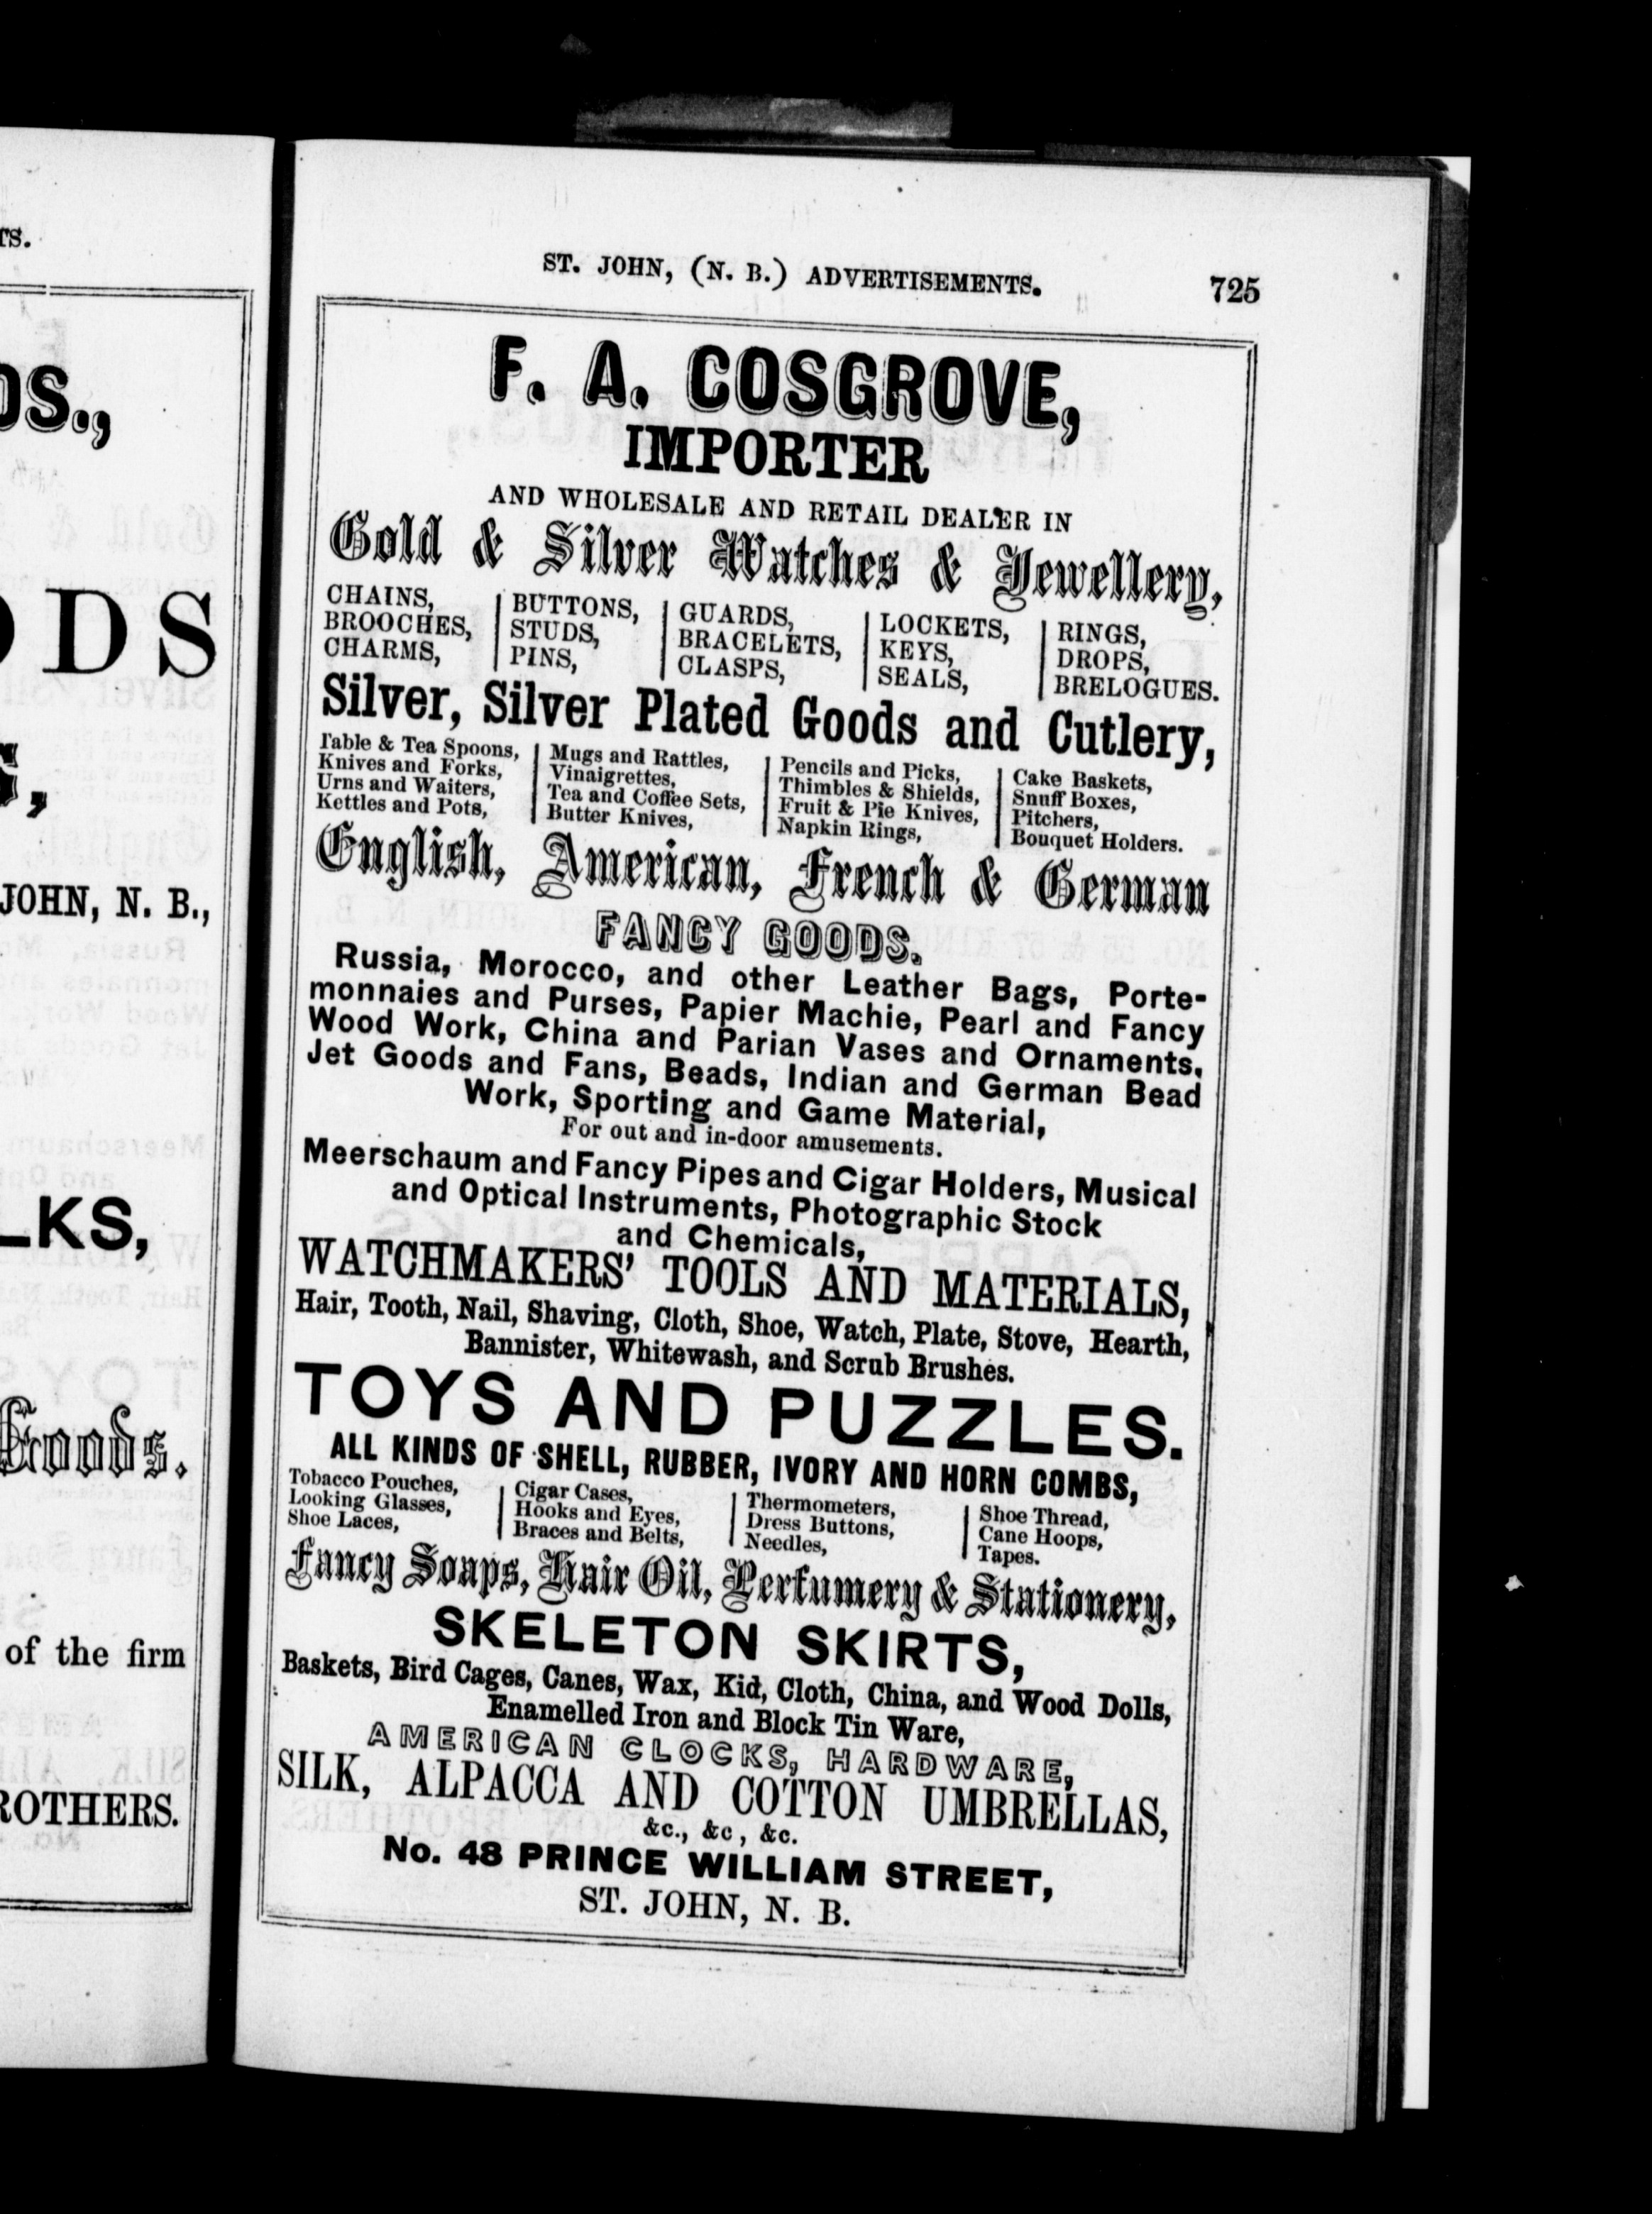 TS.
OS.,
ODS
JOHN, N. B.,
LKS,
Goods.
of the firm
ROTHERS.
ST. JOHN, (N. B.) ADVERTISEMENTS. 725
F. A. COSGROVE,
IMPORTER
AND WHOLESALE AND RETAIL DEALER IN
Gold & Silver Watches & Jewellery,
CHAINS, BUTTONS, GUARDS, LOCKETS, RINGS,
BROOCHES, STUDS, BRACELETS, KEYS, DROPS,
CHARMS, PINS, CLASPS, SEALS, BRELOGUES.
Silver, Silver Plated Goods and Cutlery,
Table & Tea Spoons, Mugs and Rattles, Pencils and Picks, Cake Baskets,
Knives and Forks, Vinaigrettes, Thimbles & Shields, Snuff Boxes,
Urns and Waiters, Tea and Coffee Sets, Fruit & Pie Knives, Pitchers,
Kettles and Pots, Butter Knives, Napkin Rings, Bouquet Holders.
English, American, French & German
FANCY GOODS.
Russia, Morocco, and other Leather Bags, Porte-
monnaies and Purses, Papier Machie, Pearl and Fancy
Wood Work, China and Parian Vases and Ornaments,
Jet Goods and Fans, Beads, Indian and German Bead
Work, Sporting and Game Material,
For out and in-door amusements.
Meerschaum and Fancy Pipes and Cigar Holders, Musical
and Optical Instruments, Photographic Stock
and Chemicals,
WATCHMAKERS' TOOLS AND MATERIALS,
Hair, Tooth, Nail, Shaving, Cloth, Shoe, Watch, Plate, Stove, Hearth,
Bannister, Whitewash, and Scrub Brushes.
TOYS AND PUZZLES.
ALL KINDS OF SHELL, RUBBER, IVORY AND HORN COMBS,
Tobacco Pouches, Cigar Cases, Thermometers, Shoe Thread,
Looking Glasses, Hooks and Eyes, Dress Buttons, Cane Hoops,
Shoe Laces, Braces and Belts, Needles, Tapes.
Fancy Soaps, Hair Oil, Perfumery & Stationery,
SKELETON SKIRTS,
Baskets, Bird Cages, Canes, Wax, Kid, Cloth, China, and Wood Dolls,
Enamelled Iron and Block Tin Ware,
AMERICAN CLOCKS, HARDWARE,
SILK, ALPACCA AND COTTON UMBRELLAS,
&c., &c, &c.
No. 48 PRINCE WILLIAM STREET,
ST. JOHN, N. B.